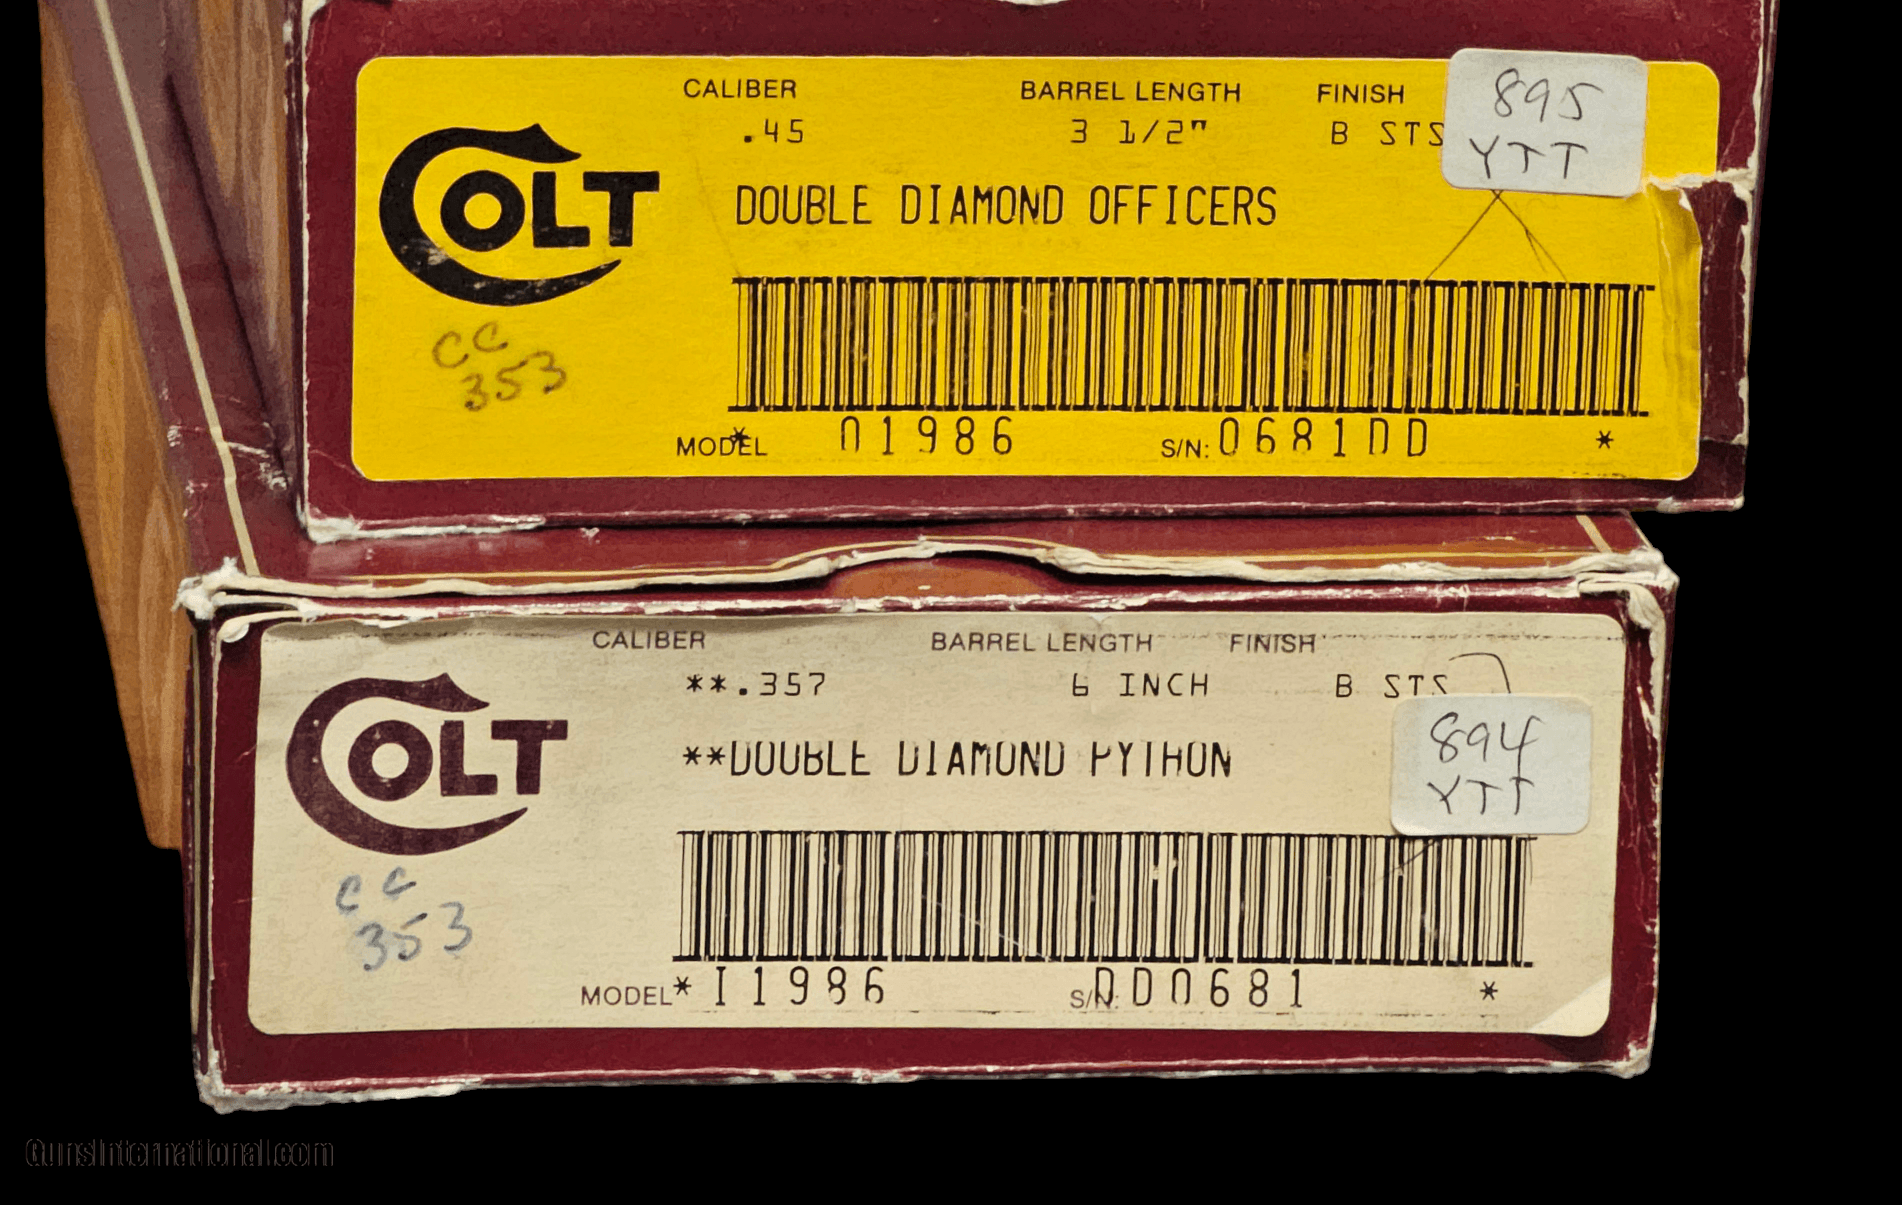 CALIBER BARREL LENGTH FINISH
.45 3 1/2" B STS
895
YTT
COLT
DOUBLE DIAMOND OFFICERS
CC
353
MODEL * 01986 S/N: 0681DD *
CALIBER BARREL LENGTH FINISH
**.357 6 INCH B STS
894
YTT
COLT
**DOUBLE DIAMOND PYTHON
CC
353
MODEL * I1986 S/N: DD0681 *
GunsInternational.com